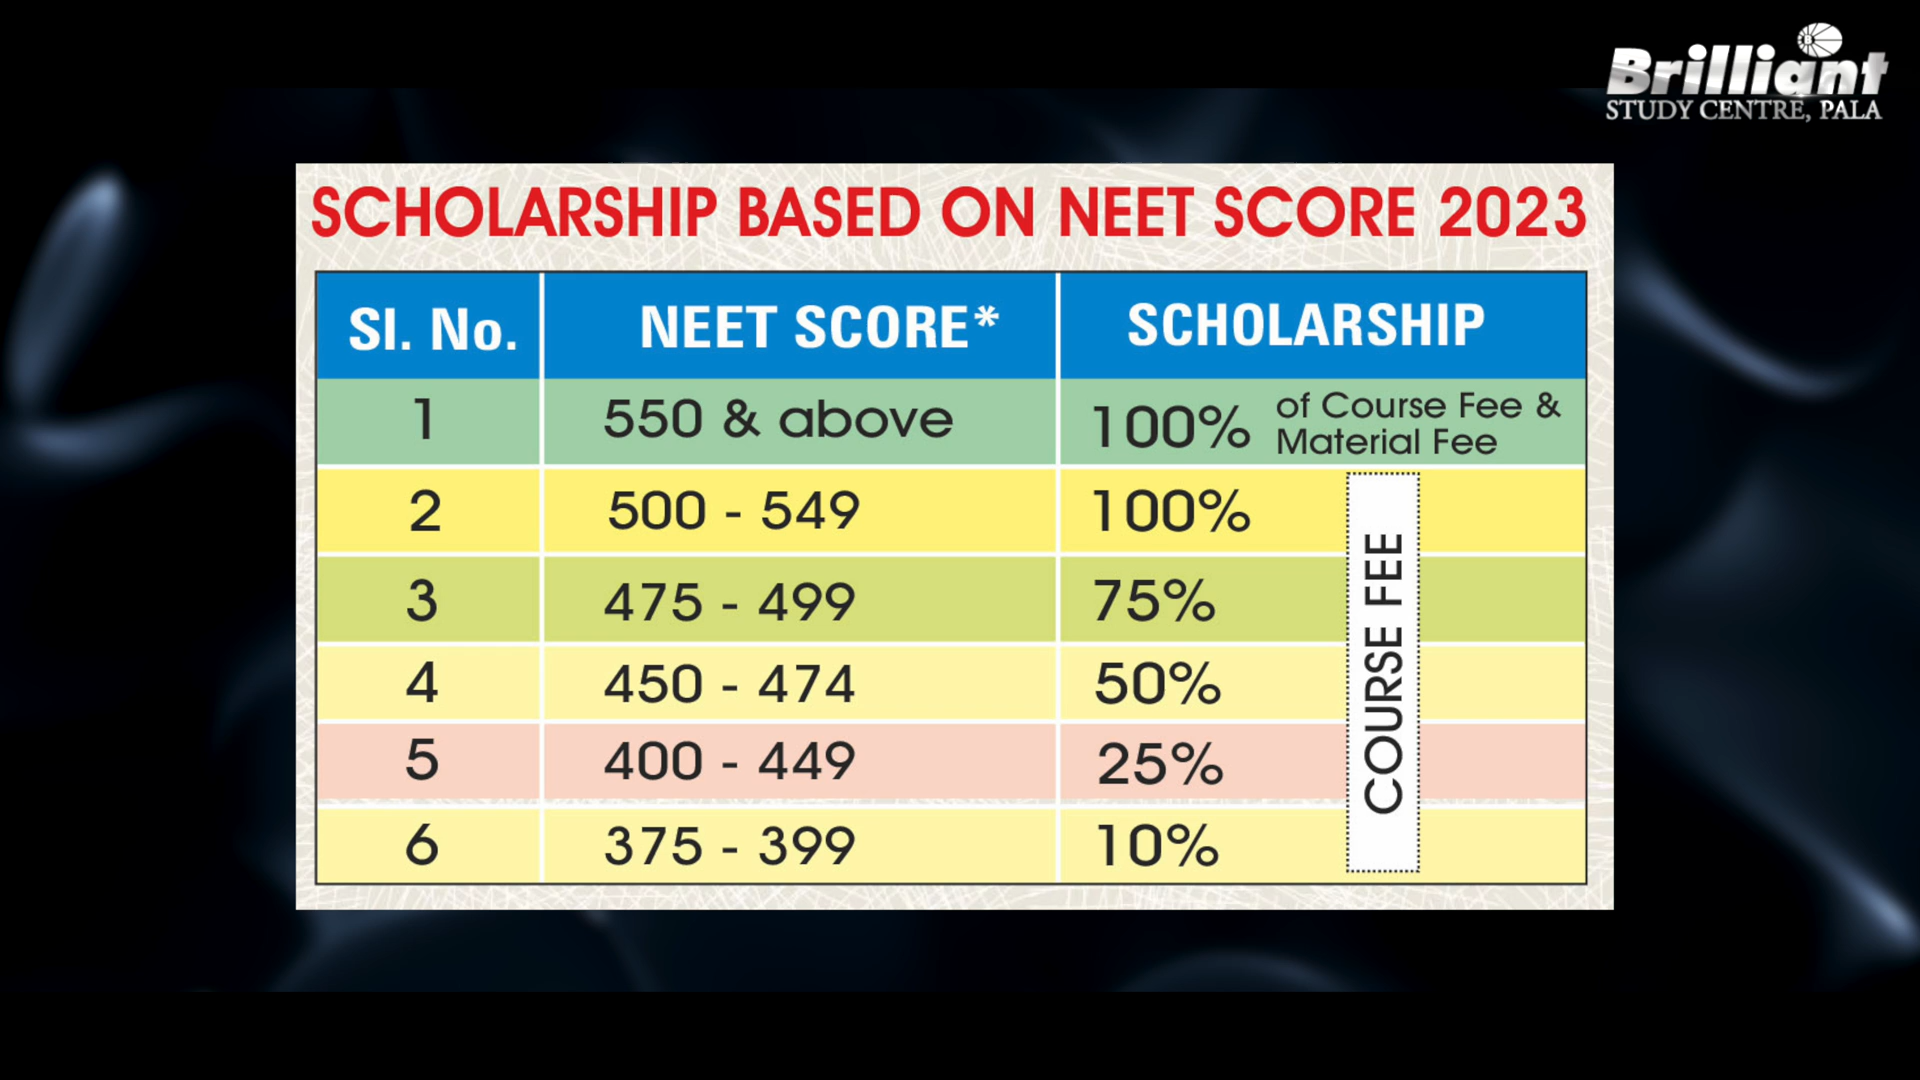 Brilliant
STUDY CENTRE, PALA
SCHOLARSHIP BASED ON NEET SCORE 2023
Sl. No. NEET SCORE* SCHOLARSHIP
1 550 & above 100% of Course Fee &
Material Fee
2 500 - 549 100%
3 475 - 499 75%
4 450 - 474 50%
5 400 - 449 25%
6 375 - 399 10%
COURSE FEE